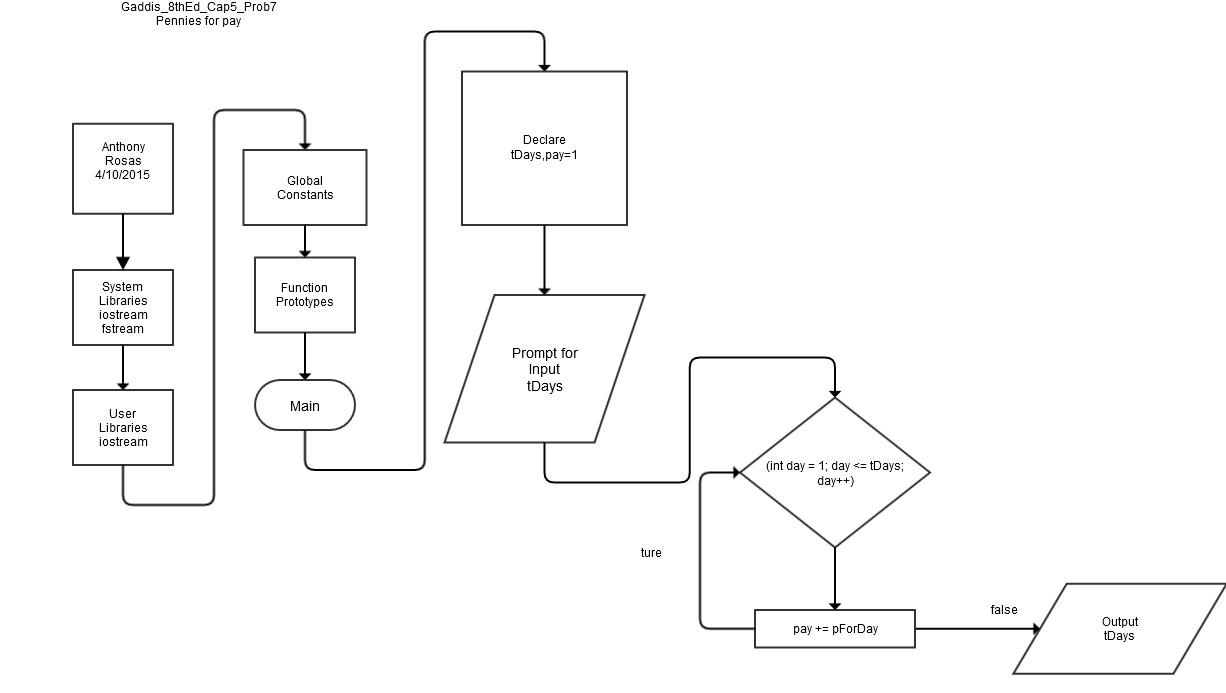 Gaddis_8thEd_Cap5_Prob7
Pennies for pay
Anthony
Rosas
4/10/2015
System
Libraries
iostream
fstream
User
Libraries
iostream
Global
Constants
Function
Prototypes
Main
Declare
tDays,pay=1
Prompt for
Input
tDays
(int day = 1; day <= tDays;
day++)
ture
pay += pForDay
false
Output
tDays